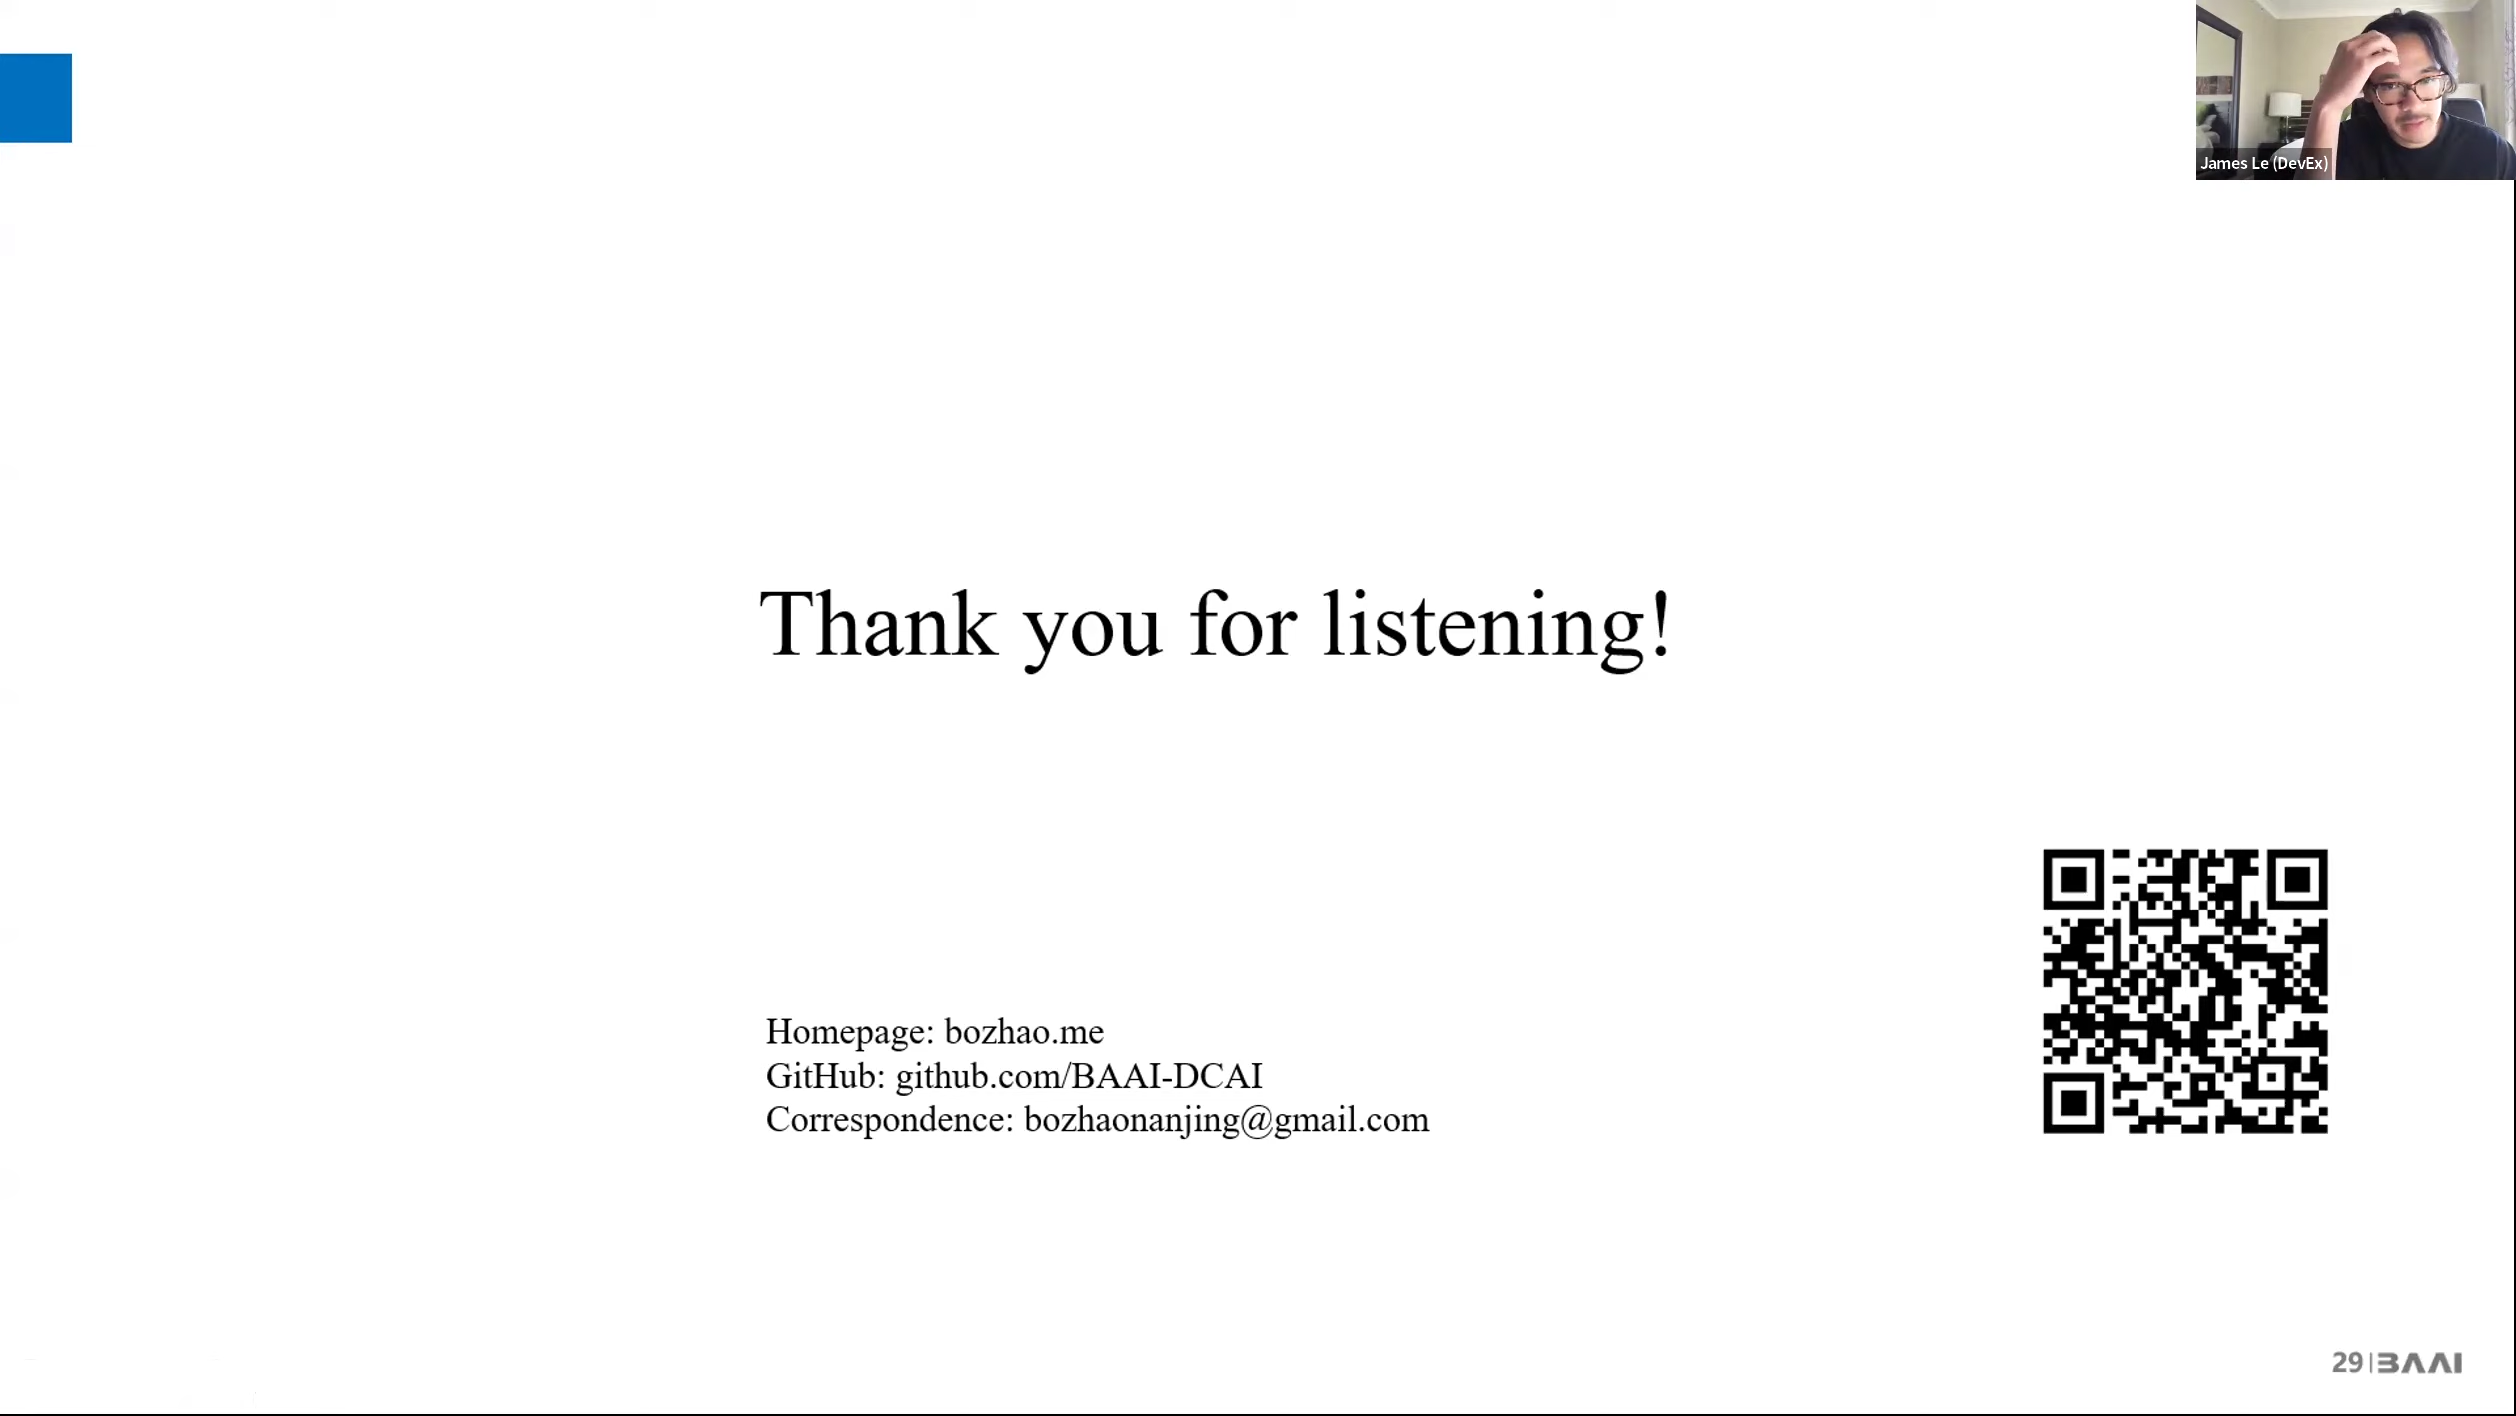 James Le (DevEx)
Thank you for listening!
Homepage: bozhao.me
GitHub: github.com/BAAI-DCAI
Correspondence: bozhaonanjing@gmail.com
29 | BAAI